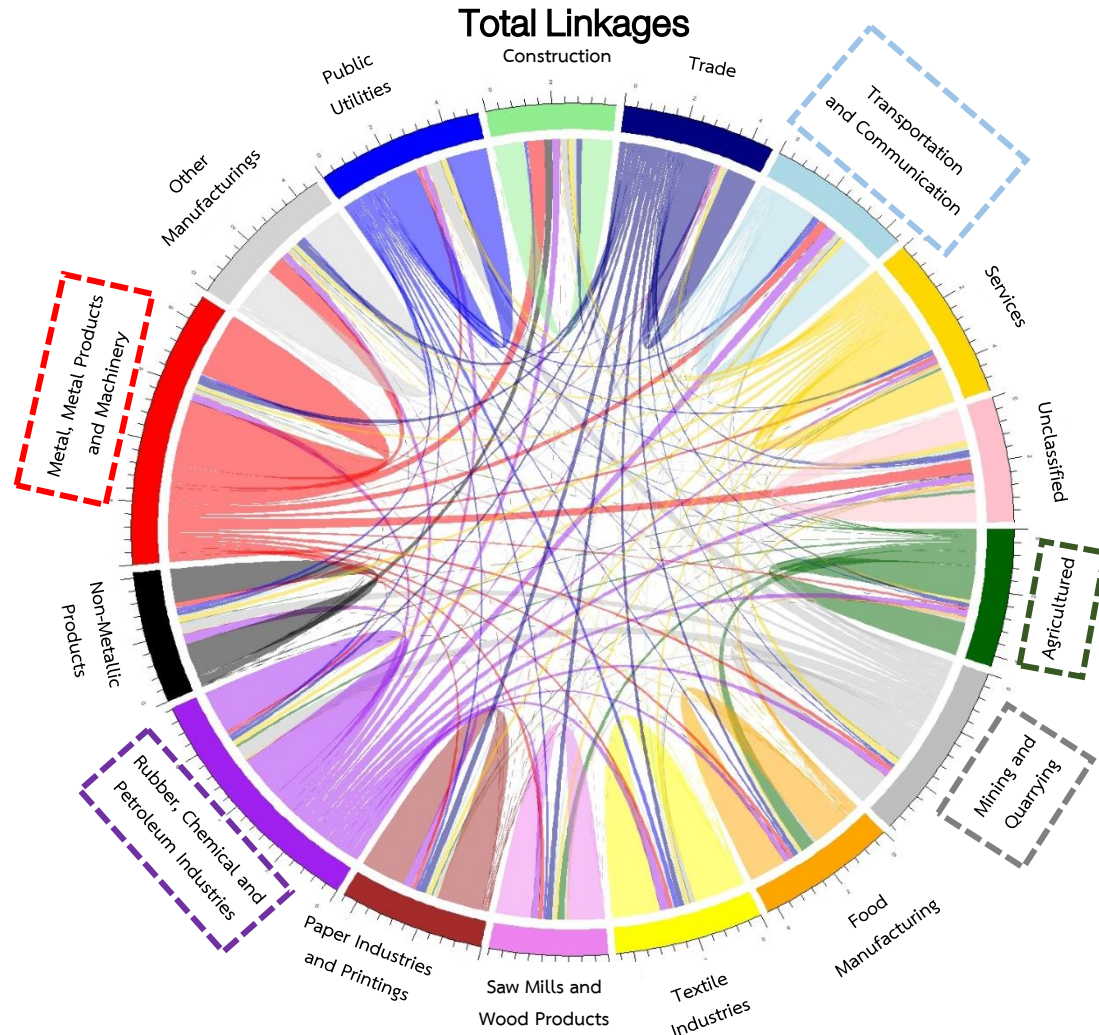 Total Linkages
Construction
Trade
Transportation
and Communication
Services
Unclassified
Agricultured
Mining and
Quarrying
Food
Manufacturing
Textile
Industries
Saw Mills and
Wood Products
Paper Industries
and Printings
Rubber, Chemical and
Petroleum Industries
Non-Metallic
Products
Metal, Metal Products
and Machinery
Other
Manufacturings
Public
Utilities